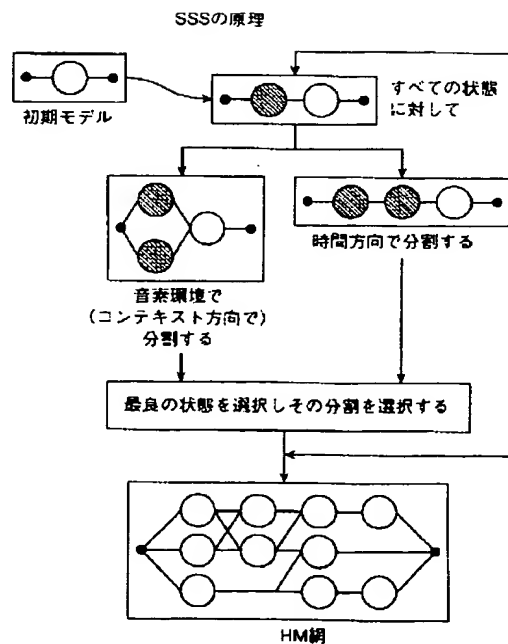 SSSの原理
初期モデル
すべての状態
に対して
音素環境で
(コンテキスト方向で)
分割する
時間方向で分割する
最良の状態を選択しその分割を選択する
HM網